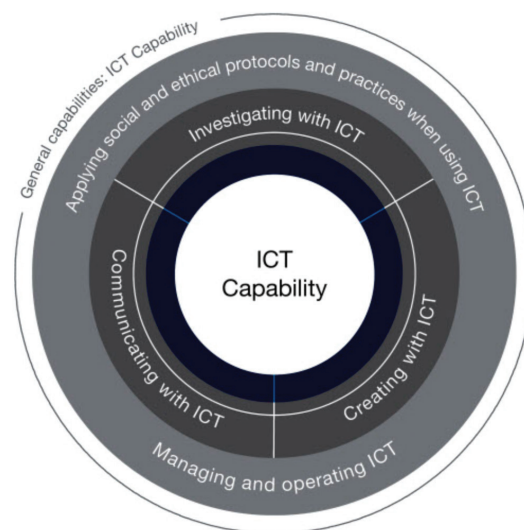 General capabilities: ICT Capability
Applying social and ethical protocols and practices when using ICT
Investigating with ICT
ICT
Capability
Communicating with ICT
Creating with ICT
Managing and operating ICT